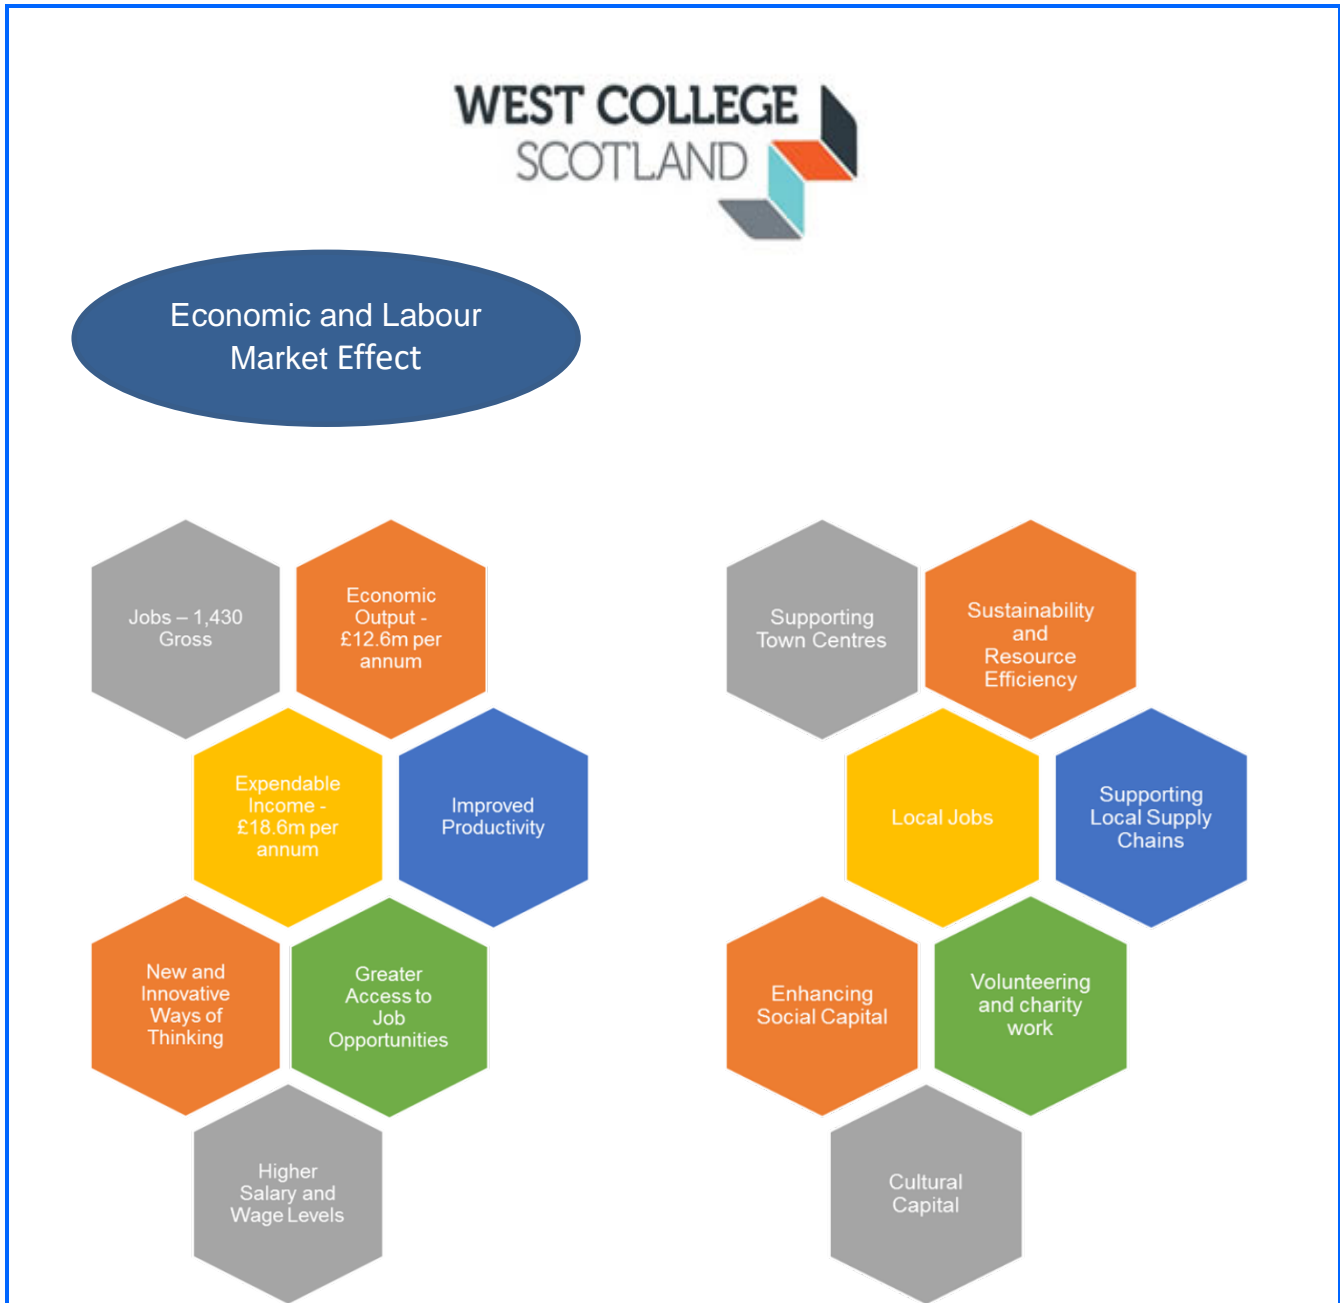 WEST COLLEGE
SCOTLAND
Economic and Labour
Market Effect
Jobs – 1,430
Gross
Economic
Output -
£12.6m per
annum
Expendable
Income -
£18.6m per
annum
Improved
Productivity
New and
Innovative
Ways of
Thinking
Greater
Access to
Job
Opportunities
Higher
Salary and
Wage Levels
Supporting
Town Centres
Sustainability
and
Resource
Efficiency
Local Jobs
Supporting
Local Supply
Chains
Enhancing
Social Capital
Volunteering
and charity
work
Cultural
Capital